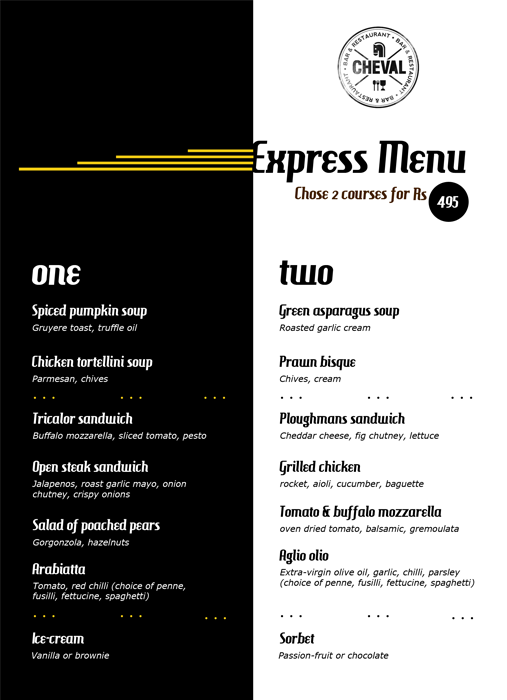 BAR & RESTAURANT • BAR & RESTAURANT • BAR & RESTAURANT
CHEVAL
Express Menu
Chose 2 courses for Rs 495
one
Spiced pumpkin soup
Gruyere toast, truffle oil
Chicken tortellini soup
Parmesan, chives
Tricalor sandwich
Buffalo mozzarella, sliced tomato, pesto
Open steak sandwich
Jalapenos, roast garlic mayo, onion
chutney, crispy onions
Salad of poached pears
Gorgonzola, hazelnuts
Arabiatta
Tomato, red chilli (choice of penne,
fusilli, fettucine, spaghetti)
Ice-cream
Vanilla or brownie
two
Green asparagus soup
Roasted garlic cream
Prawn bisque
Chives, cream
Ploughmans sandwich
Cheddar cheese, fig chutney, lettuce
Grilled chicken
rocket, aioli, cucumber, baguette
Tomato & buffalo mozzarella
oven dried tomato, balsamic, gremoulata
Aglio olio
Extra-virgin olive oil, garlic, chilli, parsley
(choice of penne, fusilli, fettucine, spaghetti)
Sorbet
Passion-fruit or chocolate